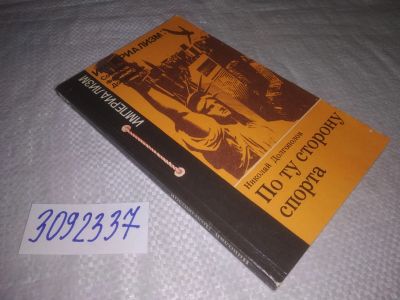 ИМПЕРИАЛИЗМ
Николай Долгополов
По ту сторону
спорта
3092337